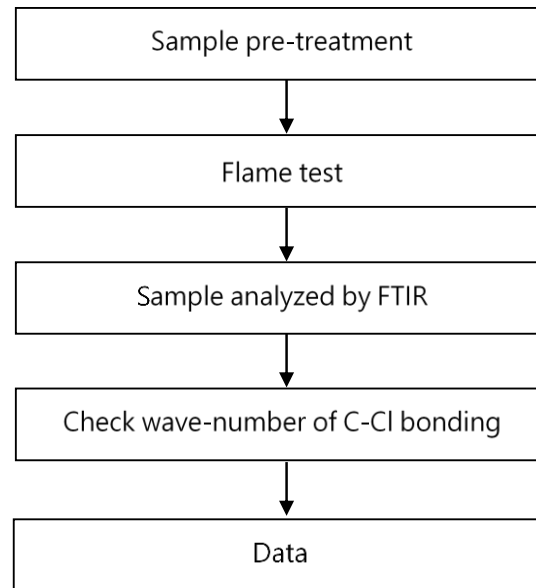 Sample pre-treatment
Flame test
Sample analyzed by FTIR
Check wave-number of C-Cl bonding
Data